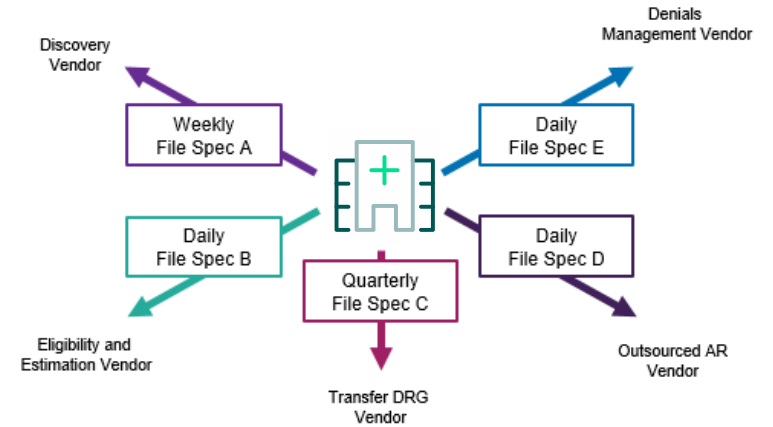 Discovery
Vendor
Denials
Management Vendor
Weekly
File Spec A
Daily
File Spec E
Daily
File Spec B
Daily
File Spec D
Quarterly
File Spec C
Eligibility and
Estimation Vendor
Outsourced AR
Vendor
Transfer DRG
Vendor